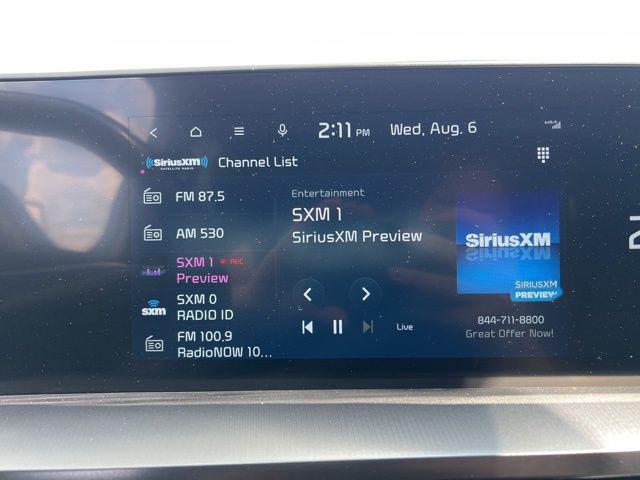 2:11 PM Wed, Aug. 6
SiriusXM
SATELLITE RADIO
Channel List
FM 87.5
AM 530
SXM 1 REC
Preview
sxm
SXM 0
RADIO ID
FM 100.9
RadioNOW 10...
Entertainment
SXM 1
SiriusXM Preview
Live
SiriusXM
SIRIUSXM
PREVIEW
844-711-8800
Great Offer Now!